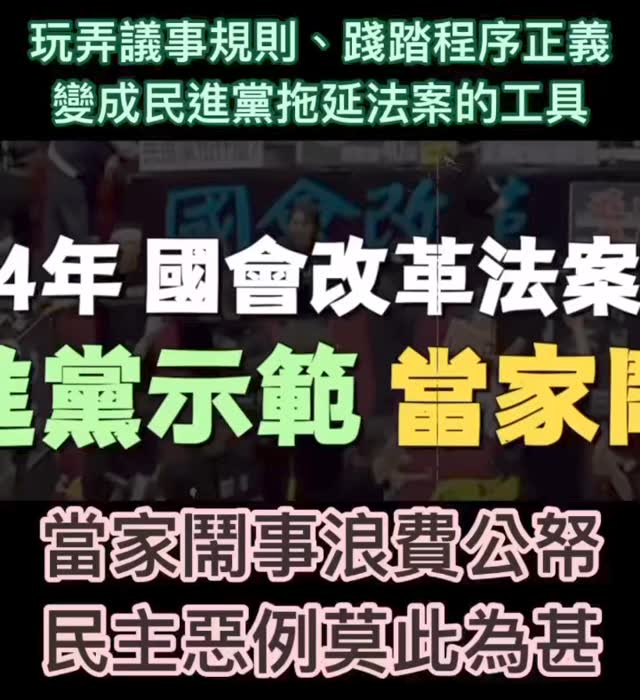 玩弄議事規則、踐踏程序正義
變成民進黨拖延法案的工具
國會改革
4年 國會改革法案
進黨示範 當家鬧
當家鬧事浪費公帑
民主惡例莫此為甚